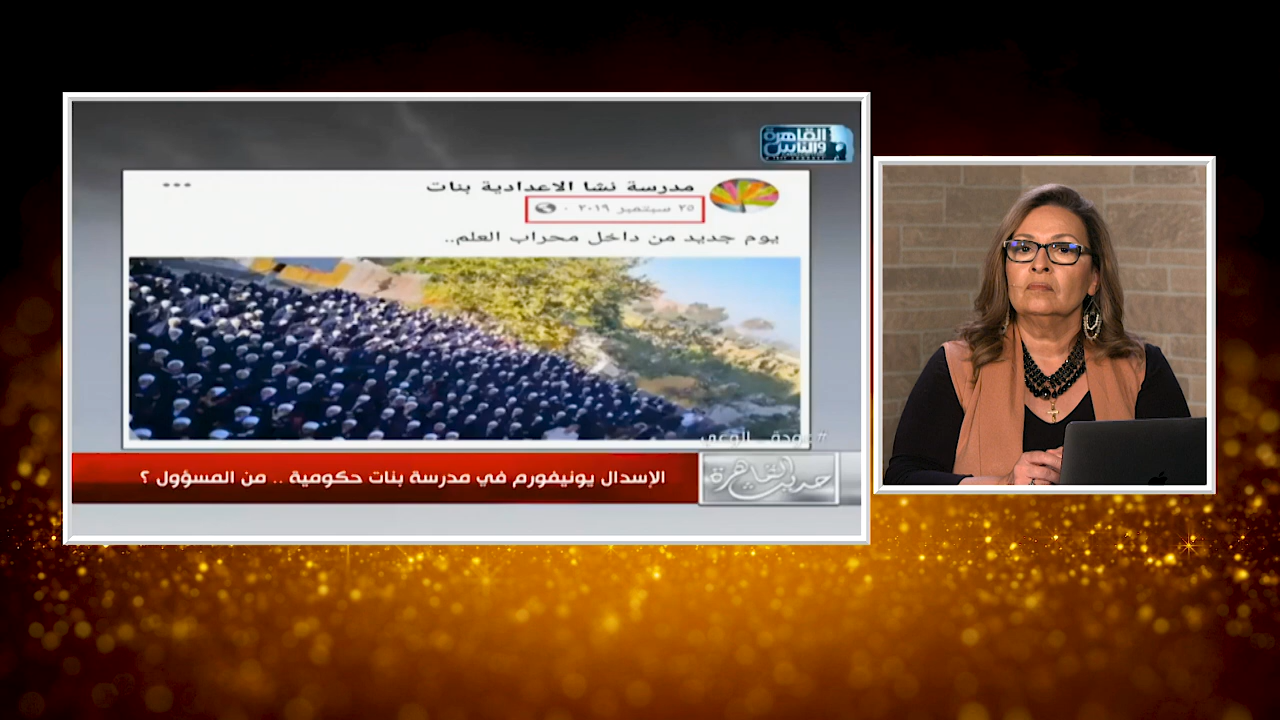 القاهرة
والناس
مدرسة نشا الاعدادية بنات
٢٥ سبتمبر ٢٠١٩ ·
يوم جديد من داخل محراب العلم..
#عودة_الوعي
حديث القاهرة
الإسدال يونيفورم في مدرسة بنات حكومية .. من المسؤول ؟